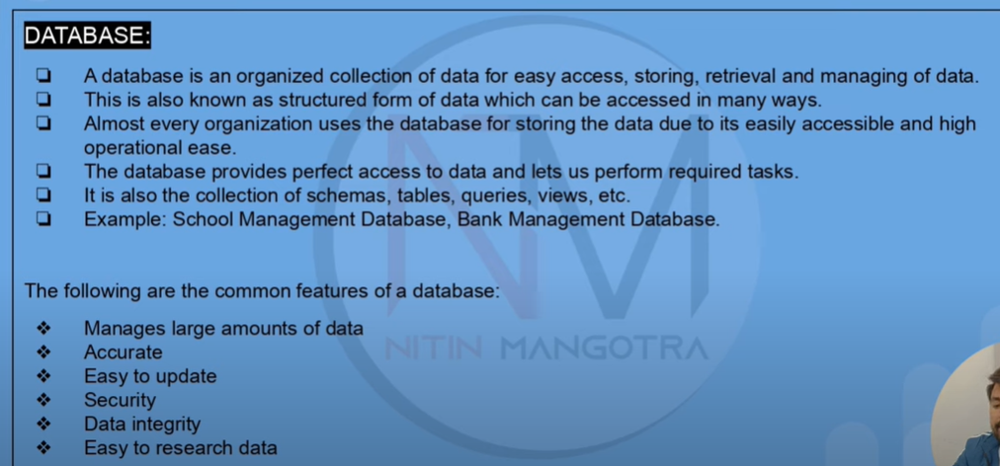 DATABASE:
A database is an organized collection of data for easy access, storing, retrieval and managing of data.
This is also known as structured form of data which can be accessed in many ways.
Almost every organization uses the database for storing the data due to its easily accessible and high
operational ease.
The database provides perfect access to data and lets us perform required tasks.
It is also the collection of schemas, tables, queries, views, etc.
Example: School Management Database, Bank Management Database.
The following are the common features of a database:
Manages large amounts of data
Accurate
Easy to update
Security
Data integrity
Easy to research data
NM
NITIN MANGOTRA